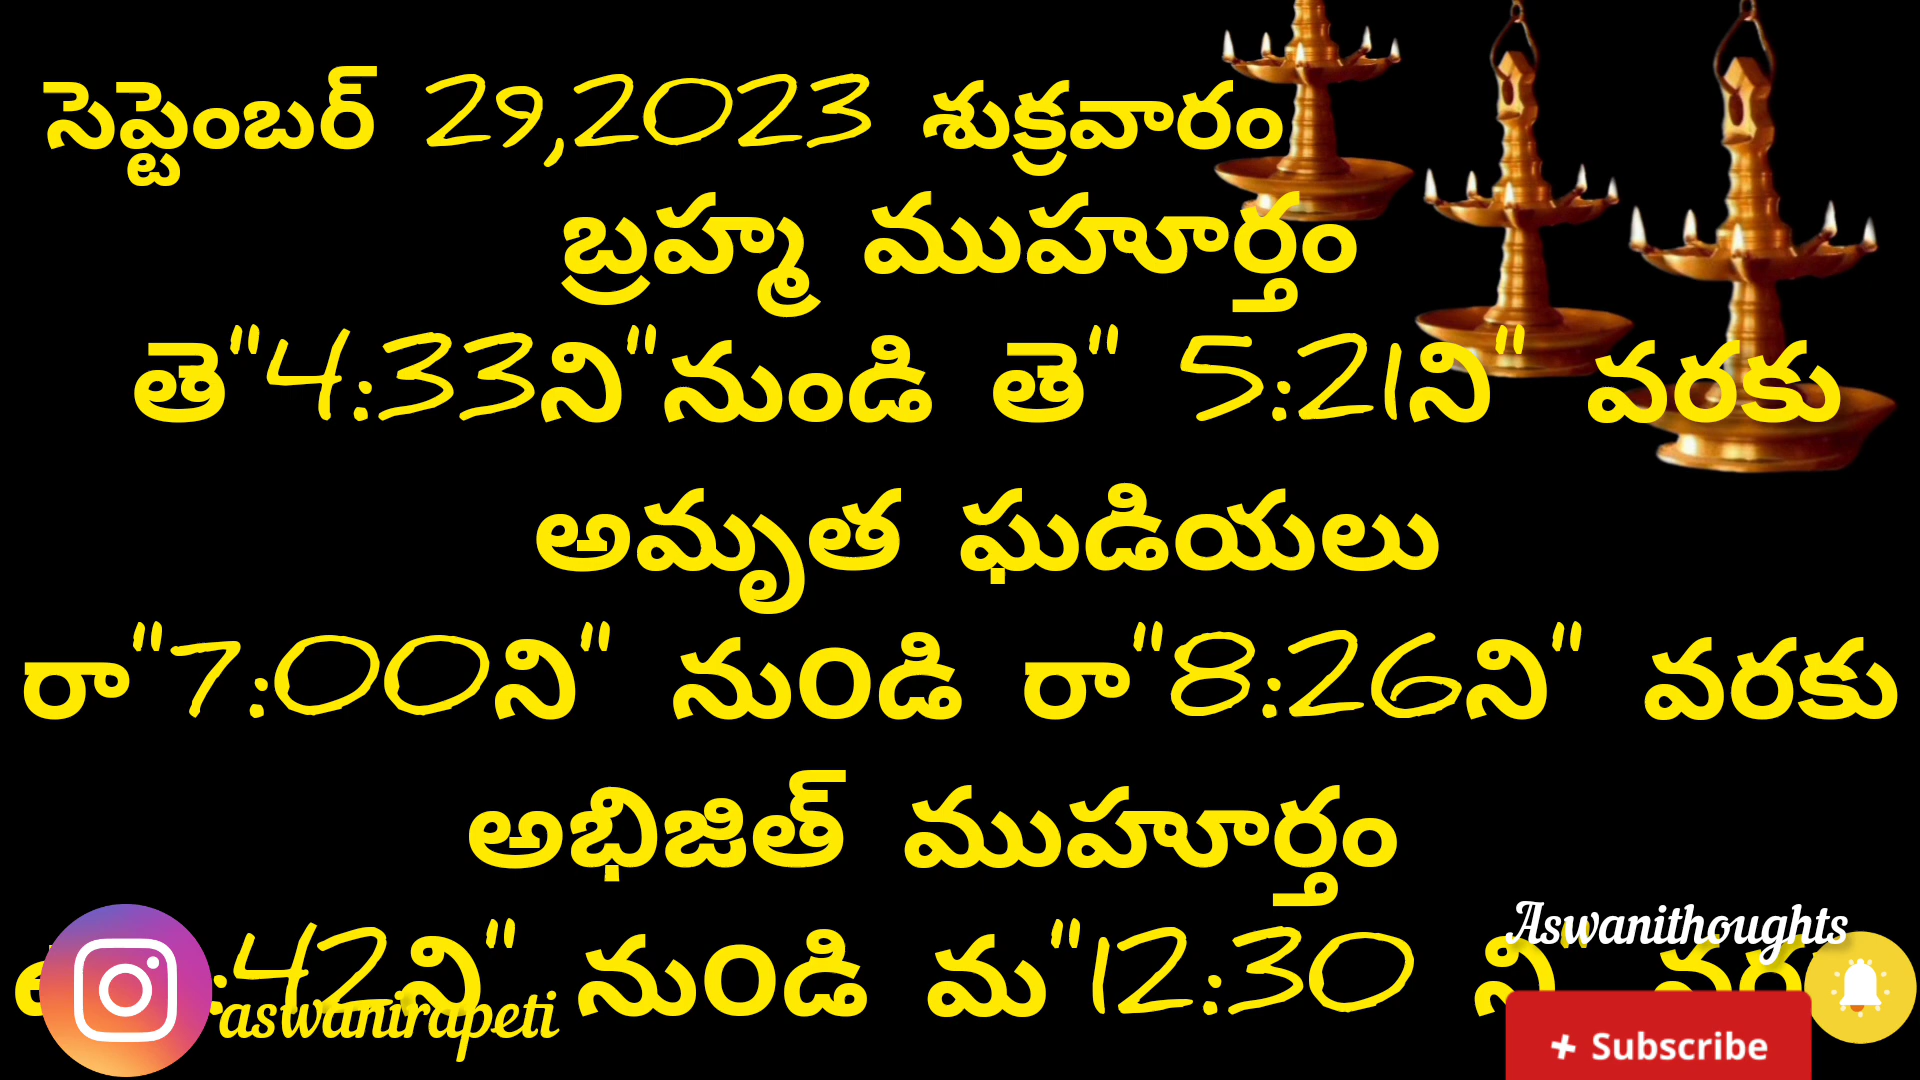 సెప్టెంబర్ 29,2023 శుక్రవారం
బ్రహ్మ ముహూర్తం
తె"4:33ని"నుండి తె" 5:21ని" వరకు
అమృత ఘడియలు
రా"7:00ని" నుండి రా"8:26ని" వరకు
అభిజిత్ ముహూర్తం
:42ని" నుండి మ"12:30 ని"
Aswanithoughts
aswanirapeti
+ Subscribe